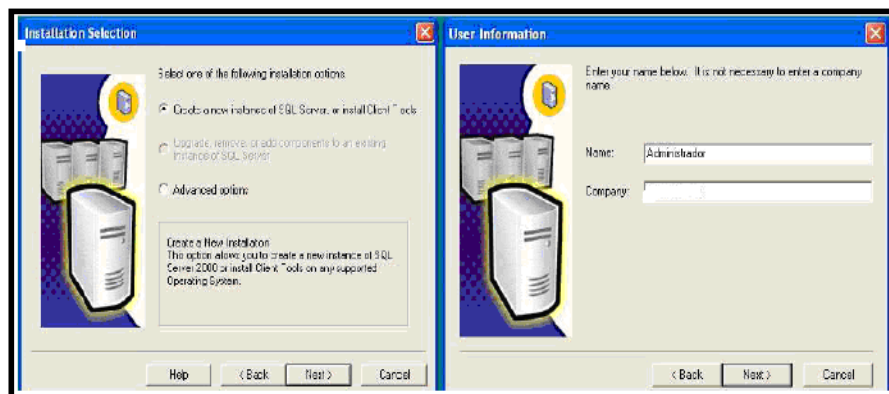 Installation Selection
Select one of the following installation options.
Create a new instance of SQL Server, or install Client Tools
Upgrade, remove, or add components to an existing
instance of SQL Server
Advanced options
Create a New Installation
This option allows you to create a new instance of SQL
Server 2000 or install Client Tools on any supported
Operating System.
Help
< Back
Next >
Cancel
User Information
Enter your name below. It is not necessary to enter a company
name.
Name:
Administrador
Company:
< Back
Next >
Cancel